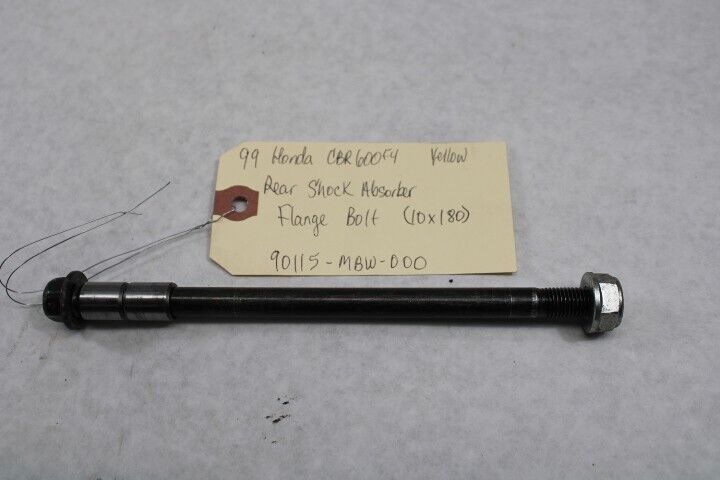 99 Honda CBR600F4 Yellow
Rear Shock Absorber
Flange Bolt (10x180)
90115-MBW-000